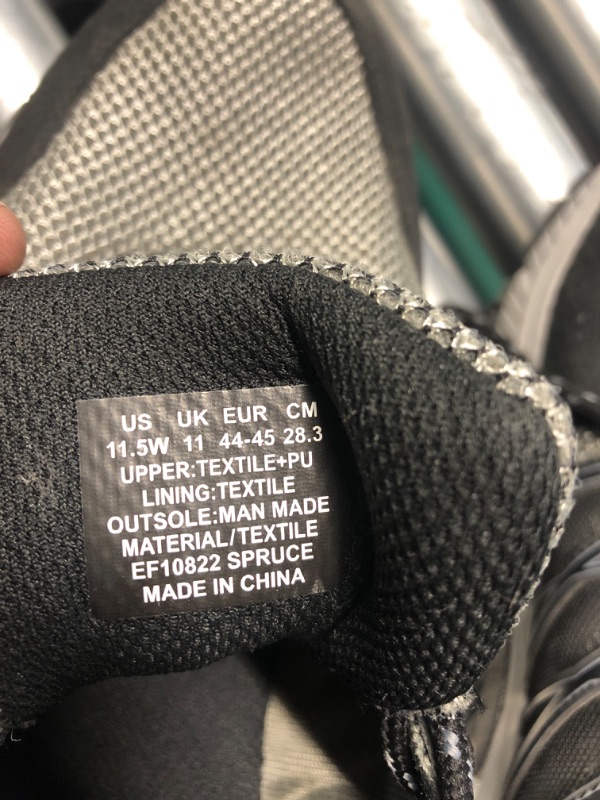 US UK EUR CM
11.5W 11 44-45 28.3
UPPER:TEXTILE+PU
LINING:TEXTILE
OUTSOLE:MAN MADE
MATERIAL/TEXTILE
EF10822 SPRUCE
MADE IN CHINA